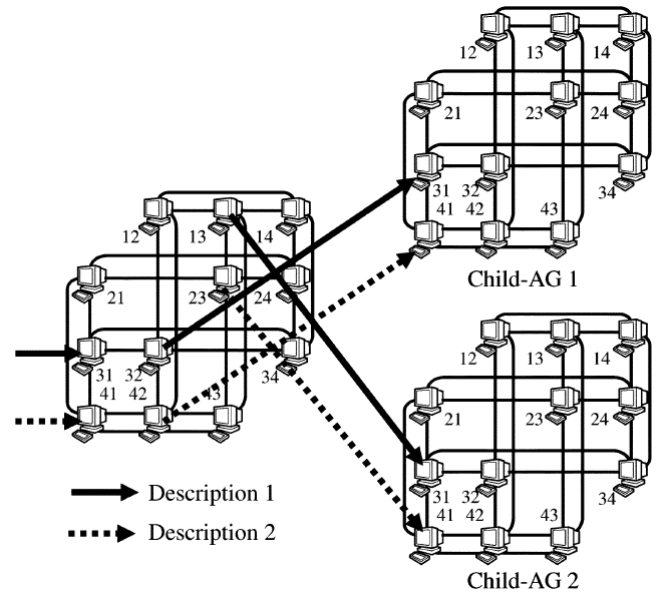 12 13 14
21 23 24
31 32 34
41 42 43
Child-AG 1
12 13 14
21 23 24
31 32 34
41 42 43
12 13 14
21 23 24
31 32 34
41 42 43
Child-AG 2
Description 1
Description 2